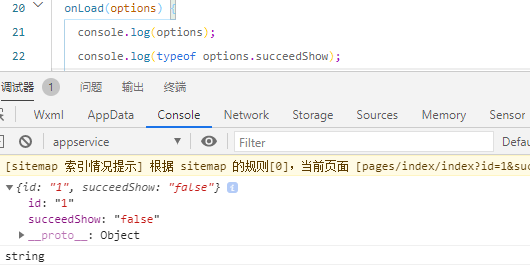 20 onLoad(options) {
21 console.log(options);
22 console.log(typeof options.succeedShow);
调试器 1 问题 输出 终端
Wxml AppData Console Network Storage Sources Memory Sensor
appservice Filter Defau
[sitemap 索引情况提示] 根据 sitemap 的规则[0]，当前页面 [pages/index/index?id=1&suc
{id: "1", succeedShow: "false"} i
id: "1"
succeedShow: "false"
__proto__: Object
string